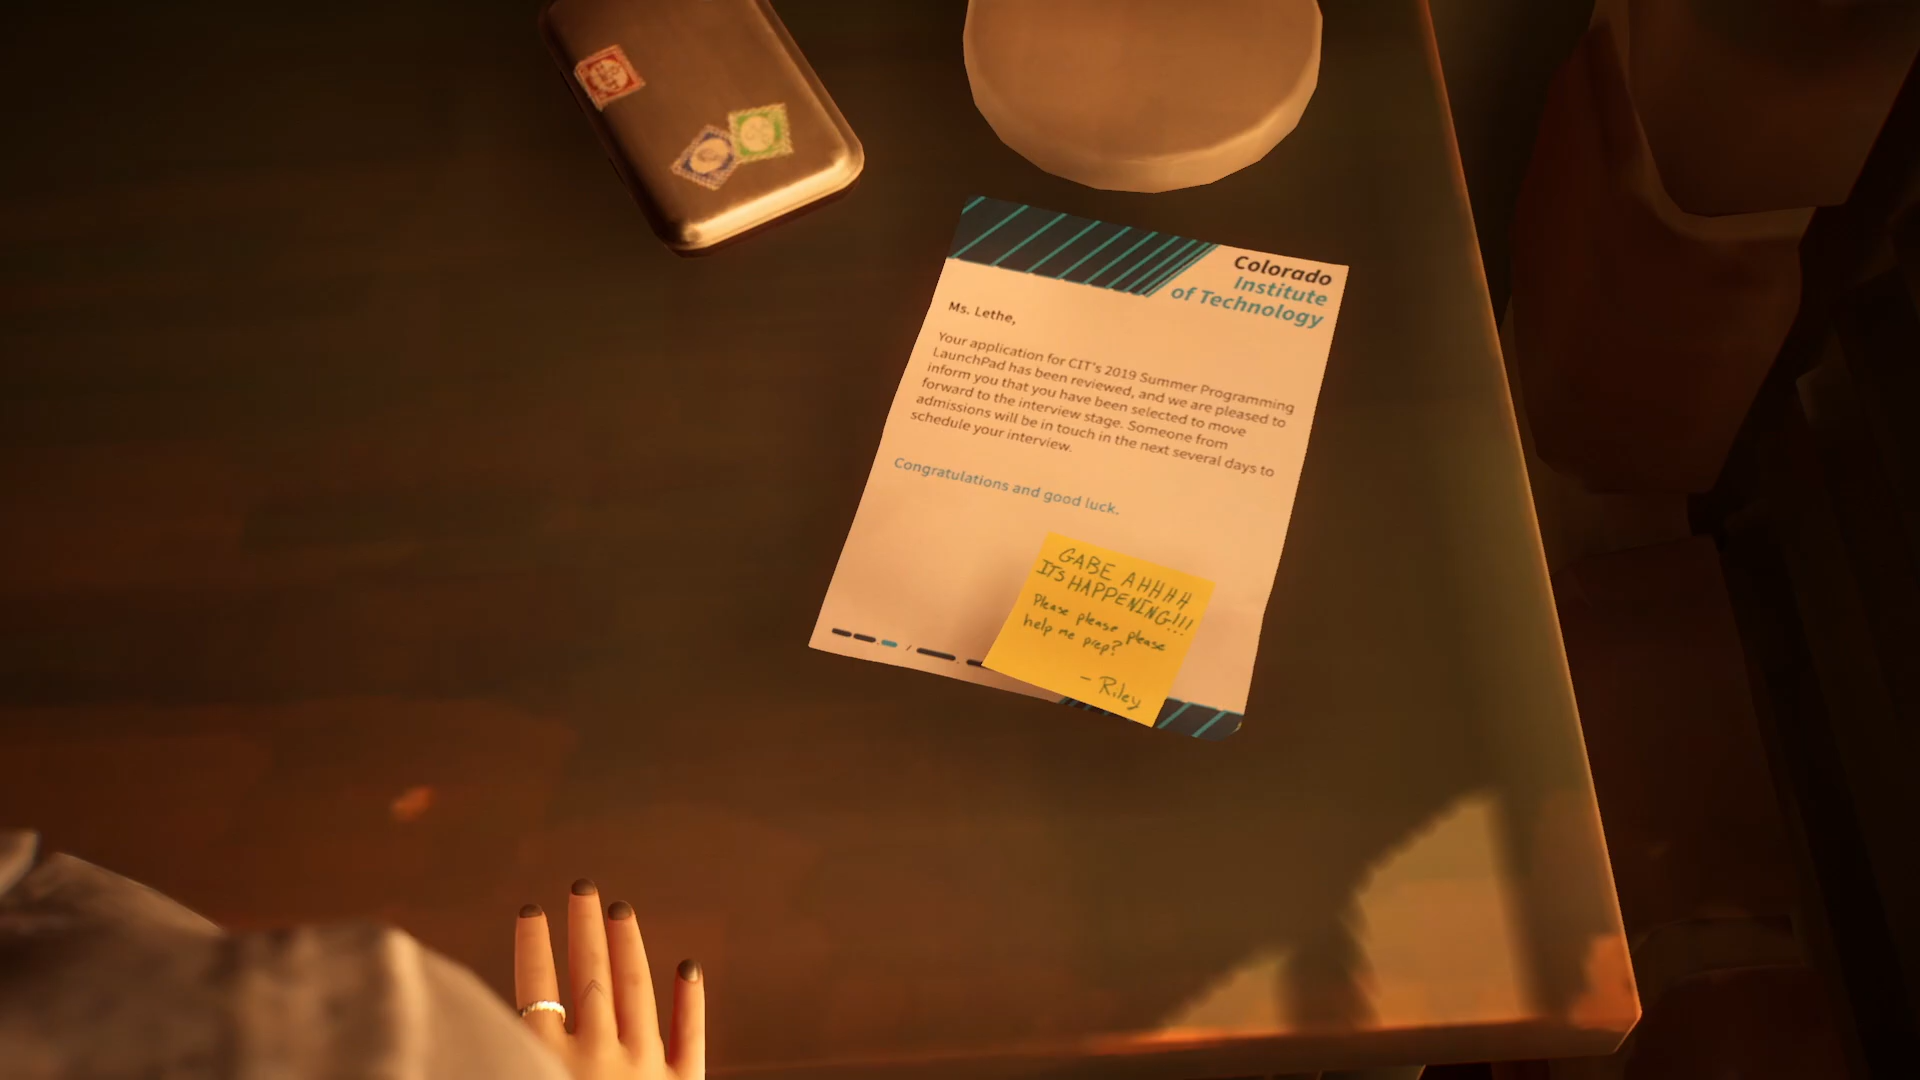 Colorado
Institute
of Technology
Ms. Lethe,
Your application for CIT's 2019 Summer Programming
LaunchPad has been reviewed, and we are pleased to
inform you that you have been selected to move
forward to the interview stage. Someone from
admissions will be in touch in the next several days to
schedule your interview.
Congratulations and good luck.
GABE AHHHH
ITS HAPPENING!!!
Please please please
help me prep?
- Riley